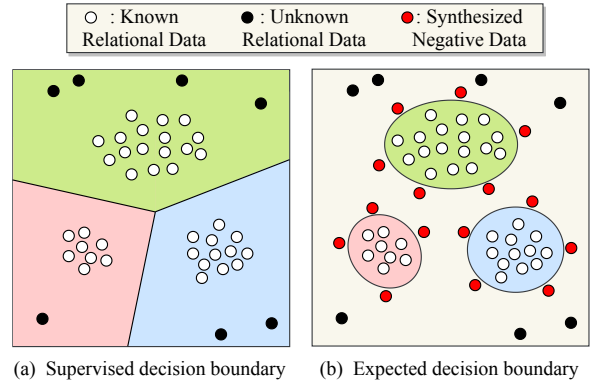 : Known
Relational Data
: Unknown
Relational Data
: Synthesized
Negative Data
(a) Supervised decision boundary
(b) Expected decision boundary